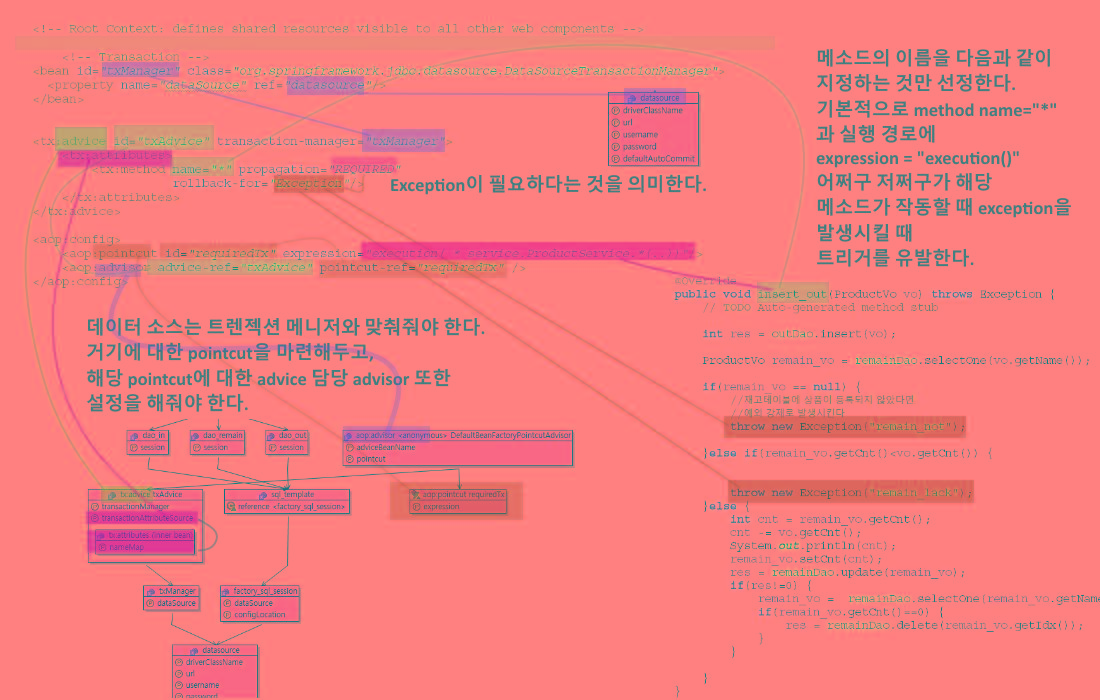 <!-- Root Context: defines shared resources visible to all other web components -->
<!-- Transaction -->
<bean id="txManager" class="org.springframework.jdbc.datasource.DataSourceTransactionManager">
<property name="dataSource" ref="datasource"/>
</bean>
<tx:advice id="txAdvice" transaction-manager="txManager">
<tx:attributes>
<tx:method name="*" propagation="REQUIRED"
rollback-for="Exception"/>
</tx:attributes>
</tx:advice>
<aop:config>
<aop:pointcut id="requiredTx" expression="execution(* *.service.ProductService.*(..))"/>
<aop:advisor advice-ref="txAdvice" pointcut-ref="requiredTx" />
</aop:config>
Exception이 필요하다는 것을 의미한다.
datasource
driverClassName
url
username
password
defaultAutoCommit
메소드의 이름을 다음과 같이
지정하는 것만 선정한다.
기본적으로 method name="*"
과 실행 경로에
expression = "execution()"
어쩌구 저쩌구가 해당
메소드가 작동할 때 exception을
발생시킬 때
트리거를 유발한다.
@Override
public void insert_out(ProductVo vo) throws Exception {
// TODO Auto-generated method stub
int res = outDao.insert(vo);
ProductVo remain_vo = remainDao.selectOne(vo.getName());
if(remain_vo == null) {
//재고테이블에 상품이 등록되지 않았다면
//예외 강제로 발생시킨다
throw new Exception("remain_not");
}else if(remain_vo.getCnt()<vo.getCnt()) {
throw new Exception("remain_lack");
}else {
int cnt = remain_vo.getCnt();
cnt -= vo.getCnt();
System.out.println(cnt);
remain_vo.setCnt(cnt);
res = remainDao.update(remain_vo);
if(res!=0) {
remain_vo = remainDao.selectOne(remain_vo.getName
if(remain_vo.getCnt()==0) {
res = remainDao.delete(remain_vo.getIdx());
}
}
}
}
데이터 소스는 트렌젝션 메니저와 맞춰줘야 한다.
거기에 대한 pointcut을 마련해두고,
해당 pointcut에 대한 advice 담당 advisor 또한
설정을 해줘야 한다.
dao_in
session
dao_remain
session
dao_out
session
aop:advisor <anonymous> DefaultBeanFactoryPointcutAdvisor
adviceBeanName
pointcut
tx:advice txAdvice
transactionManager
transactionAttributeSource
tx:attributes (inner bean)
nameMap
sql_template
reference <factory_sql_session>
aop:pointcut requiredTx
expression
txManager
dataSource
factory_sql_session
dataSource
configLocation
datasource
driverClassName
url
username
password